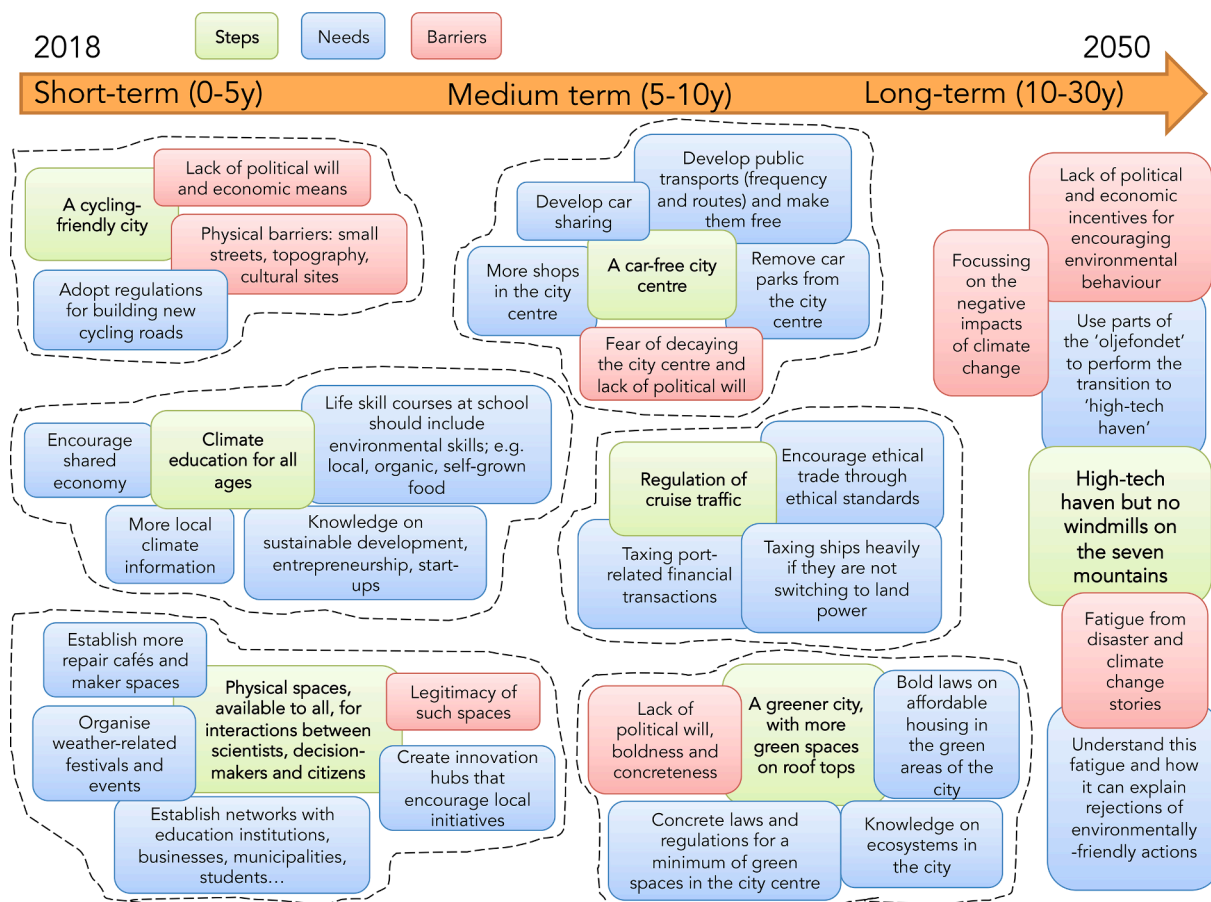 Steps
Needs
Barriers
2018
2050
Short-term (0-5y)
Medium term (5-10y)
Long-term (10-30y)
A cycling-
friendly city
Lack of political will
and economic means
Physical barriers: small
streets, topography,
cultural sites
Adopt regulations
for building new
cycling roads
Develop car
sharing
Develop public
transports (frequency
and routes) and make
them free
More shops
in the city
centre
A car-free city
centre
Remove car
parks from the
city centre
Fear of decaying
the city centre and
lack of political will
Lack of political
and economic
incentives for
encouraging
environmental
behaviour
Focussing
on the
negative
impacts
of climate
change
Use parts of
the ‘oljefondet’
to perform the
transition to
‘high-tech
haven’
High-tech
haven but no
windmills on
the seven
mountains
Fatigue from
disaster and
climate
change
stories
Understand this
fatigue and how
it can explain
rejections of
environmentally
-friendly actions
Encourage
shared
economy
Climate
education for all
ages
Life skill courses at school
should include
environmental skills; e.g.
local, organic, self-grown
food
More local
climate
information
Knowledge on
sustainable development,
entrepreneurship, start-
ups
Regulation of
cruise traffic
Encourage ethical
trade through
ethical standards
Taxing port-
related financial
transactions
Taxing ships heavily
if they are not
switching to land
power
Establish more
repair cafés and
maker spaces
Physical spaces,
available to all, for
interactions between
scientists, decision-
makers and citizens
Legitimacy of
such spaces
Organise
weather-related
festivals and
events
Create innovation
hubs that
encourage local
initiatives
Establish networks with
education institutions,
businesses, municipalities,
students…
Lack of
political will,
boldness and
concreteness
A greener city,
with more
green spaces
on roof tops
Bold laws on
affordable
housing in
the green
areas of the
city
Concrete laws and
regulations for a
minimum of green
spaces in the city centre
Knowledge on
ecosystems in
the city